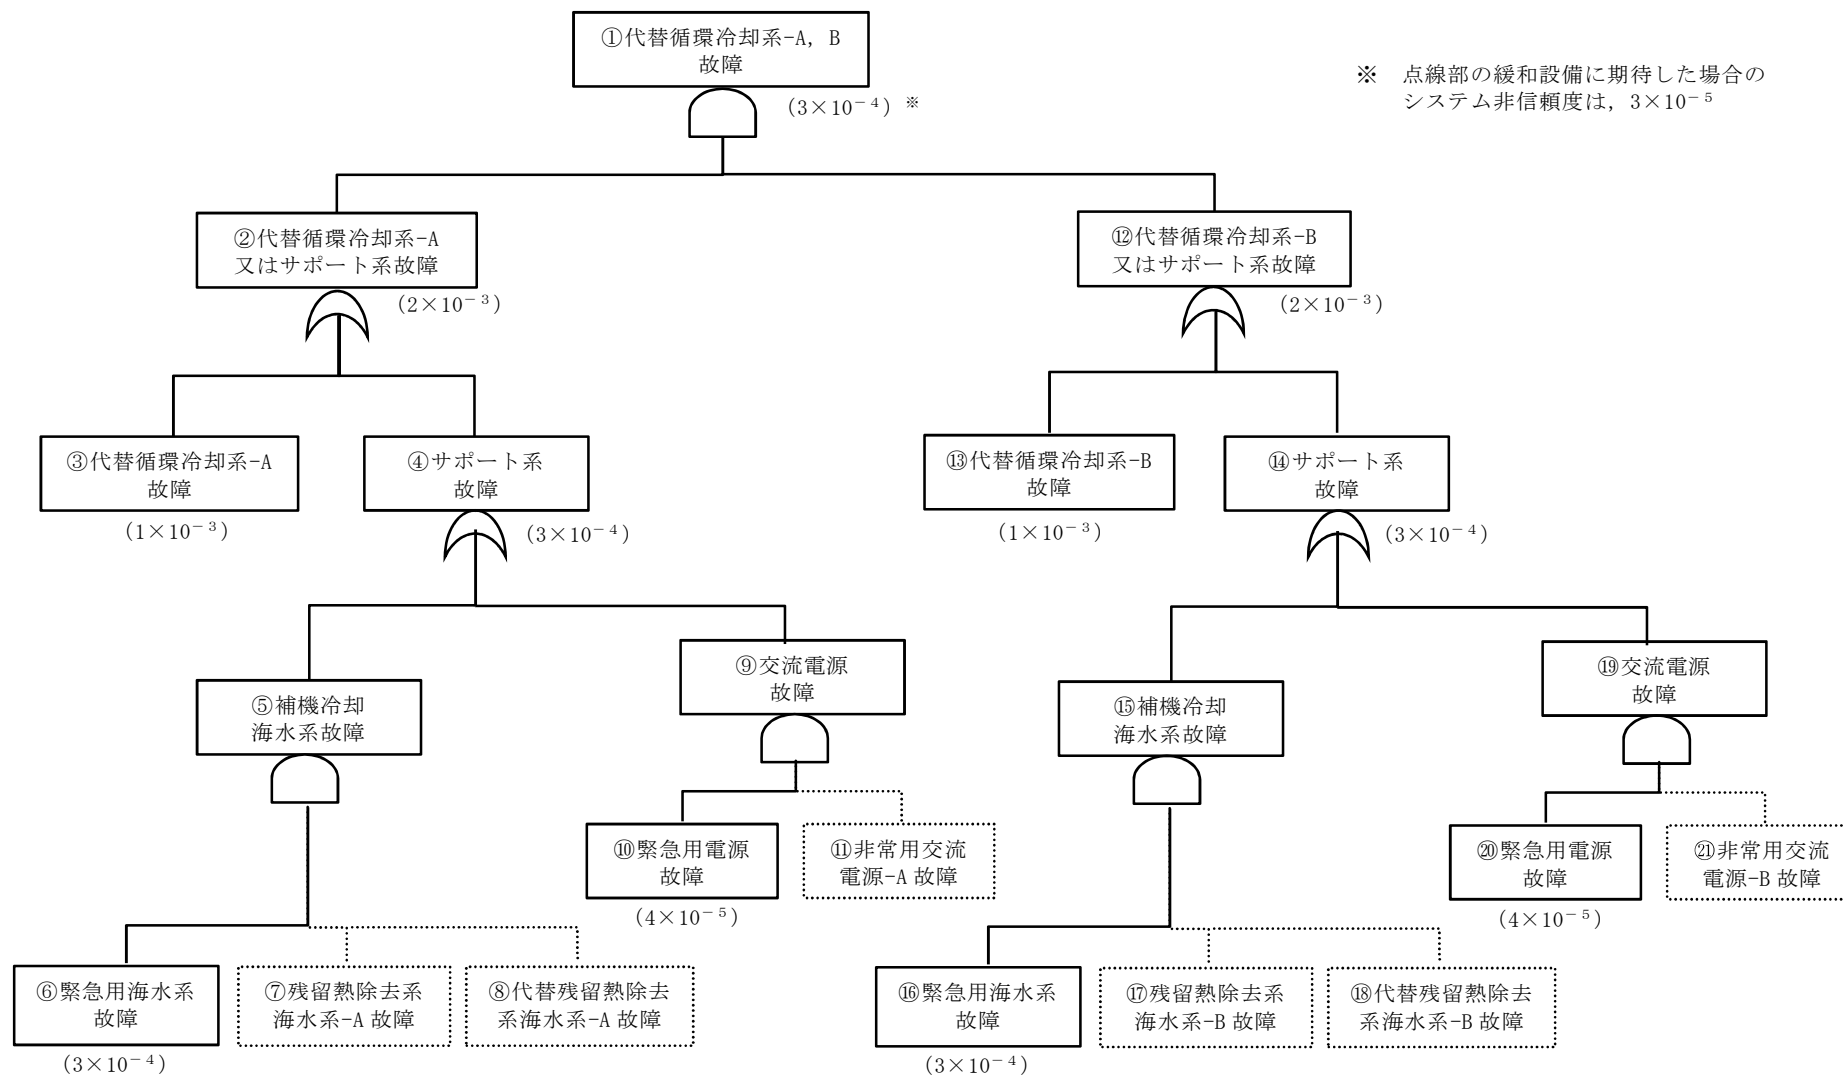 ①代替循環冷却系-A, B
故障
(3×10⁻⁴) ※
※ 点線部の緩和設備に期待した場合の
システム非信頼度は, 3×10⁻⁵
②代替循環冷却系-A
又はサポート系故障
(2×10⁻³)
⑫代替循環冷却系-B
又はサポート系故障
(2×10⁻³)
③代替循環冷却系-A
故障
(1×10⁻³)
④サポート系
故障
(3×10⁻⁴)
⑬代替循環冷却系-B
故障
(1×10⁻³)
⑭サポート系
故障
(3×10⁻⁴)
⑤補機冷却
海水系故障
⑨交流電源
故障
⑮補機冷却
海水系故障
⑲交流電源
故障
⑩緊急用電源
故障
(4×10⁻⁵)
⑪非常用交流
電源-A 故障
⑳緊急用電源
故障
(4×10⁻⁵)
㉑非常用交流
電源-B 故障
⑥緊急用海水系
故障
(3×10⁻⁴)
⑦残留熱除去系
海水系-A 故障
⑧代替残留熱除去
系海水系-A 故障
⑯緊急用海水系
故障
(3×10⁻⁴)
⑰残留熱除去系
海水系-B 故障
⑱代替残留熱除去
系海水系-B 故障